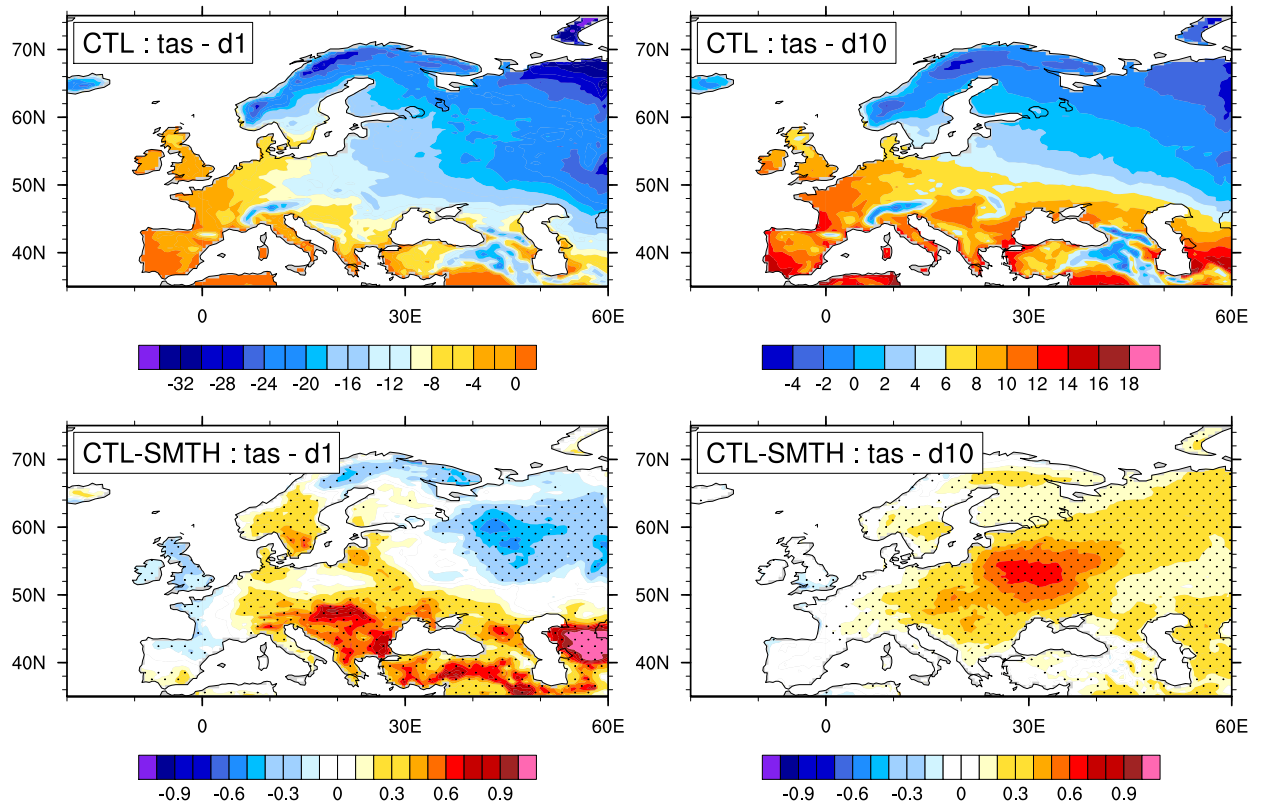 CTL : tas - d1
70N
60N
50N
40N
0
30E
60E
-32 -28 -24 -20 -16 -12 -8 -4 0
CTL : tas - d10
70N
60N
50N
40N
0
30E
60E
-4 -2 0 2 4 6 8 10 12 14 16 18
CTL-SMTH : tas - d1
70N
60N
50N
40N
0
30E
60E
-0.9 -0.6 -0.3 0 0.3 0.6 0.9
CTL-SMTH : tas - d10
70N
60N
50N
40N
0
30E
60E
-0.9 -0.6 -0.3 0 0.3 0.6 0.9